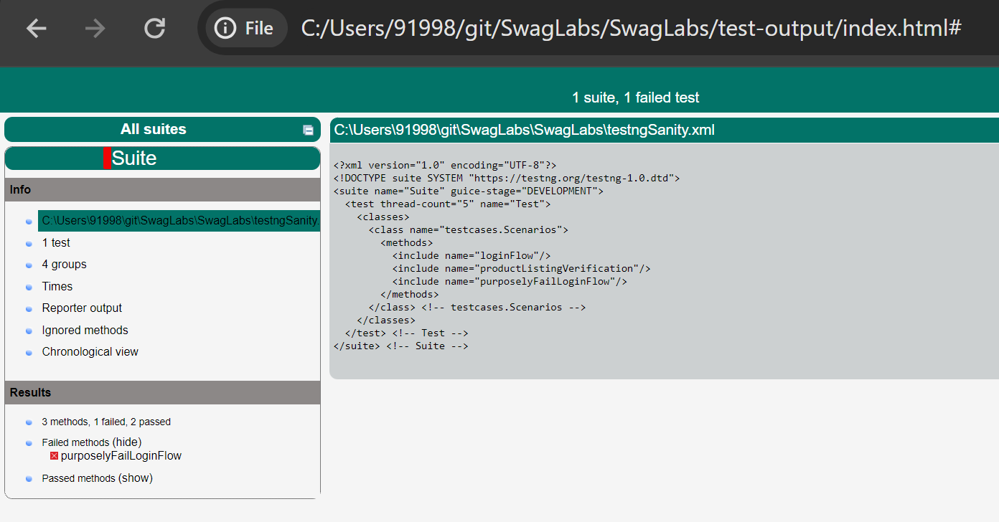 File C:/Users/91998/git/SwagLabs/SwagLabs/test-output/index.html#
1 suite, 1 failed test
All suites
Suite
Info
C:\Users\91998\git\SwagLabs\SwagLabs\testngSanity.
1 test
4 groups
Times
Reporter output
Ignored methods
Chronological view
Results
3 methods, 1 failed, 2 passed
Failed methods (hide)
purposelyFailLoginFlow
Passed methods (show)
C:\Users\91998\git\SwagLabs\SwagLabs\testngSanity.xml
<?xml version="1.0" encoding="UTF-8"?>
<!DOCTYPE suite SYSTEM "https://testng.org/testng-1.0.dtd">
<suite name="Suite" guice-stage="DEVELOPMENT">
  <test thread-count="5" name="Test">
    <classes>
      <class name="testcases.Scenarios">
        <methods>
          <include name="loginFlow"/>
          <include name="productListingVerification"/>
          <include name="purposelyFailLoginFlow"/>
        </methods>
      </class> <!-- testcases.Scenarios -->
    </classes>
  </test> <!-- Test -->
</suite> <!-- Suite -->